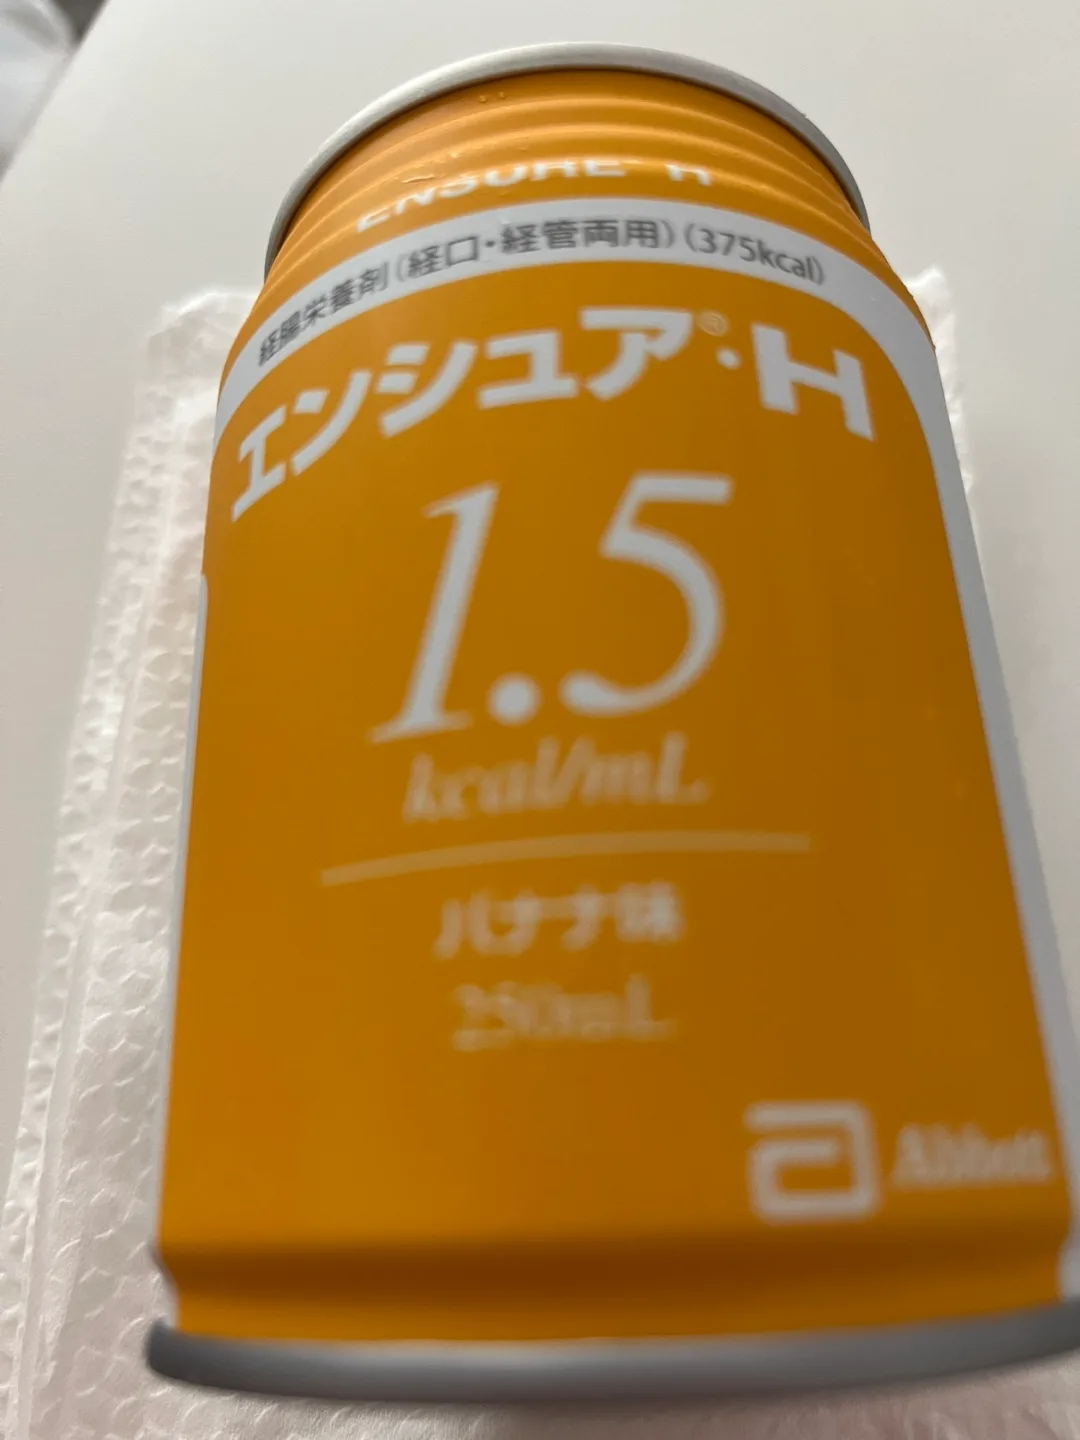 ENSURE® H
経腸栄養剤(経口・経管両用)(375kcal)
エンシュア®・H
1.5
kcal/mL
バナナ味
250mL
Abbott